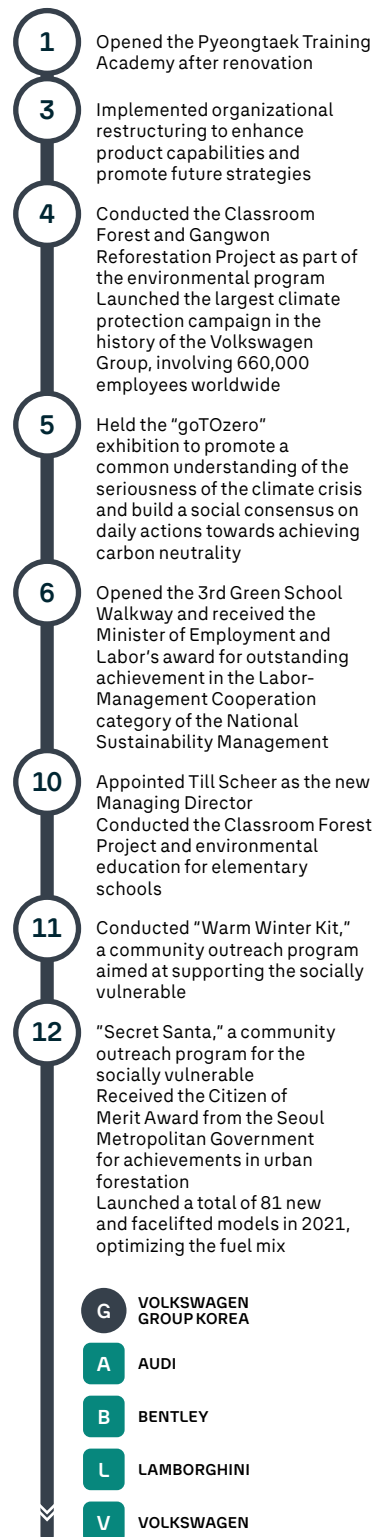 1
Opened the Pyeongtaek Training
Academy after renovation
3
Implemented organizational
restructuring to enhance
product capabilities and
promote future strategies
4
Conducted the Classroom
Forest and Gangwon
Reforestation Project as part of
the environmental program
Launched the largest climate
protection campaign in the
history of the Volkswagen
Group, involving 660,000
employees worldwide
5
Held the “goTOzero”
exhibition to promote a
common understanding of the
seriousness of the climate crisis
and build a social consensus on
daily actions towards achieving
carbon neutrality
6
Opened the 3rd Green School
Walkway and received the
Minister of Employment and
Labor’s award for outstanding
achievement in the Labor-
Management Cooperation
category of the National
Sustainability Management
10
Appointed Till Scheer as the new
Managing Director
Conducted the Classroom Forest
Project and environmental
education for elementary
schools
11
Conducted “Warm Winter Kit,”
a community outreach program
aimed at supporting the socially
vulnerable
12
“Secret Santa,” a community
outreach program for the
socially vulnerable
Received the Citizen of
Merit Award from the Seoul
Metropolitan Government
for achievements in urban
forestation
Launched a total of 81 new
and facelifted models in 2021,
optimizing the fuel mix
G
VOLKSWAGEN
GROUP KOREA
A AUDI
B BENTLEY
L LAMBORGHINI
V VOLKSWAGEN